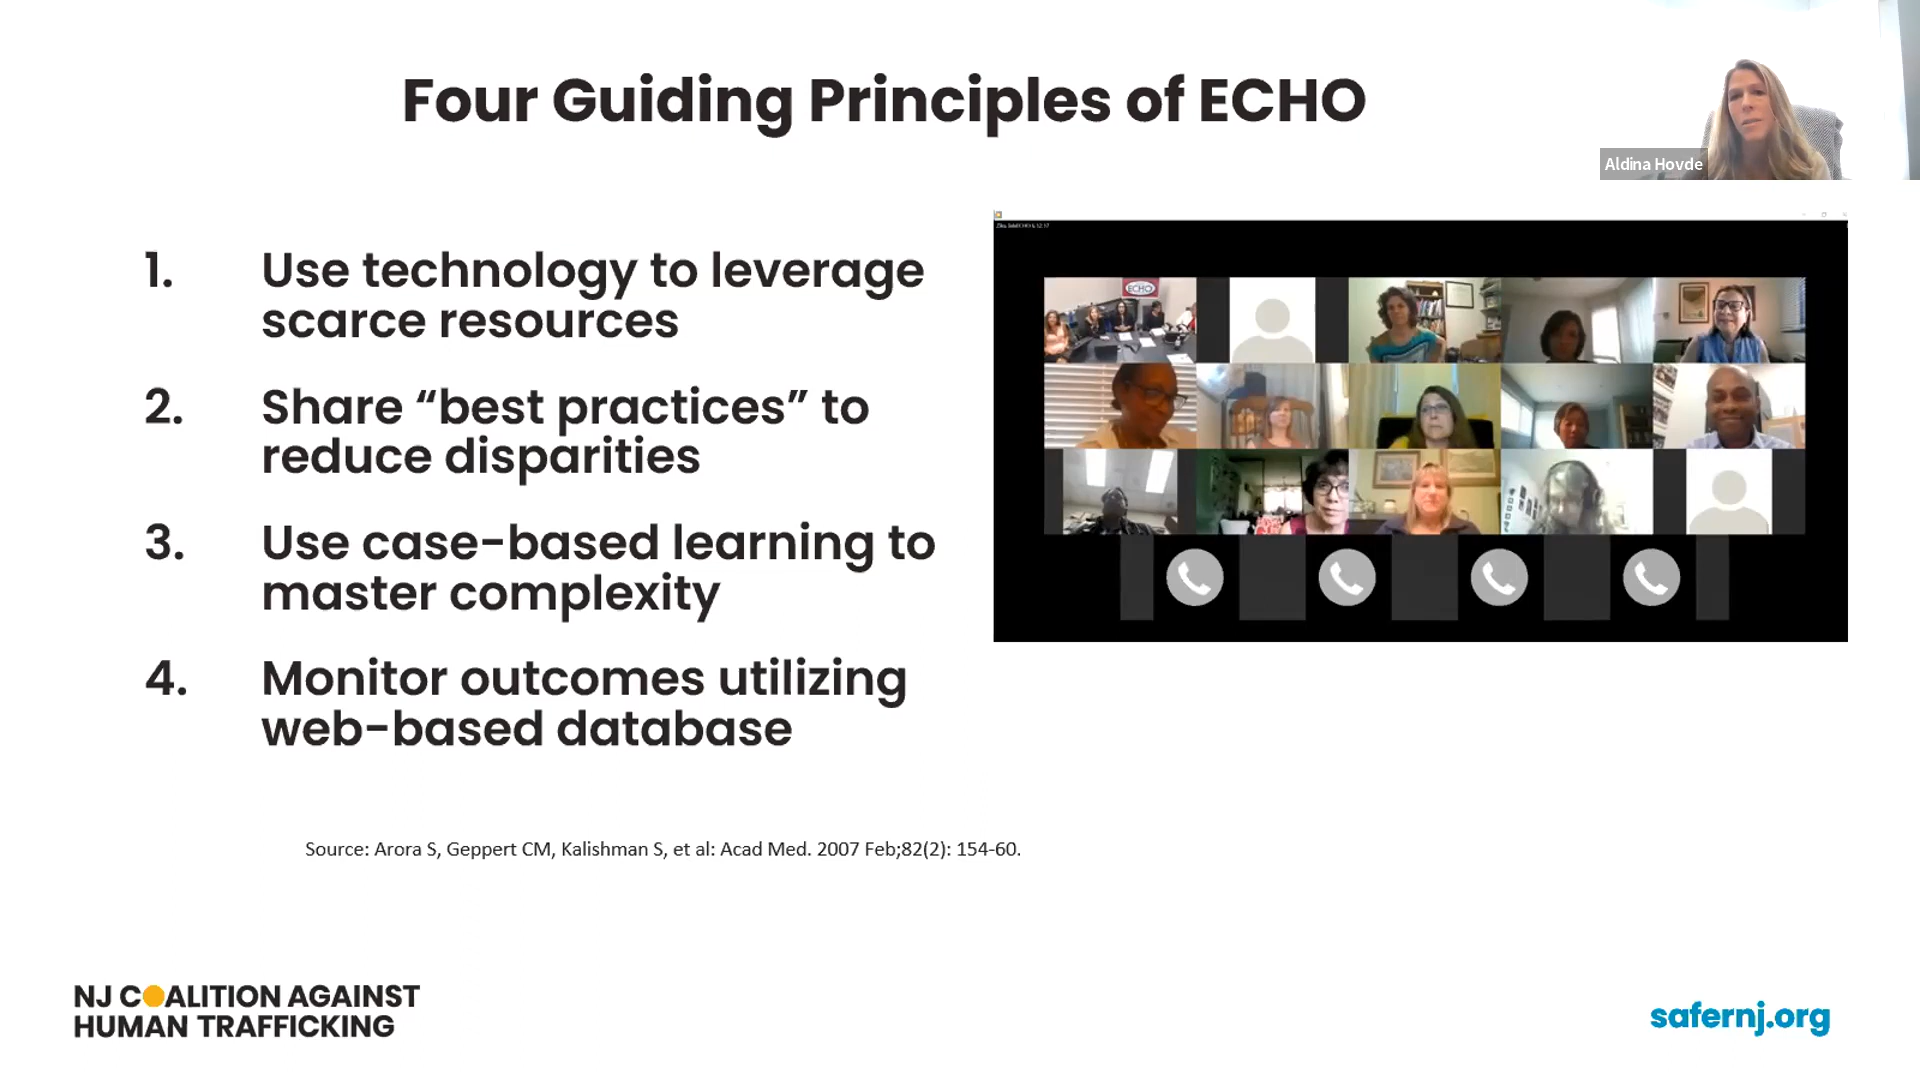 Four Guiding Principles of ECHO
Aldina Hovde
1. Use technology to leverage
scarce resources
2. Share “best practices” to
reduce disparities
3. Use case-based learning to
master complexity
4. Monitor outcomes utilizing
web-based database
ECHO
Source: Arora S, Geppert CM, Kalishman S, et al: Acad Med. 2007 Feb;82(2): 154-60.
NJ COALITION AGAINST
HUMAN TRAFFICKING
safernj.org